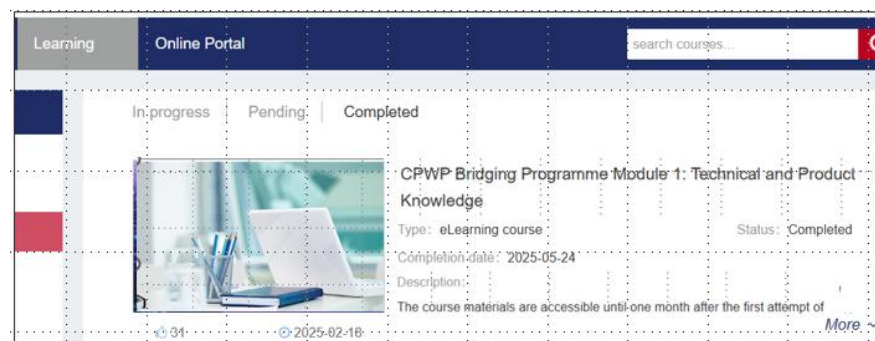 Learning
Online Portal
search courses...
In progress
Pending
Completed
CPWP Bridging Programme Module 1: Technical and Product
Knowledge
Type: eLearning course
Status: Completed
Completion date: 2025-05-24
Description:
The course materials are accessible until one month after the first attempt of
31
2025-02-16
More